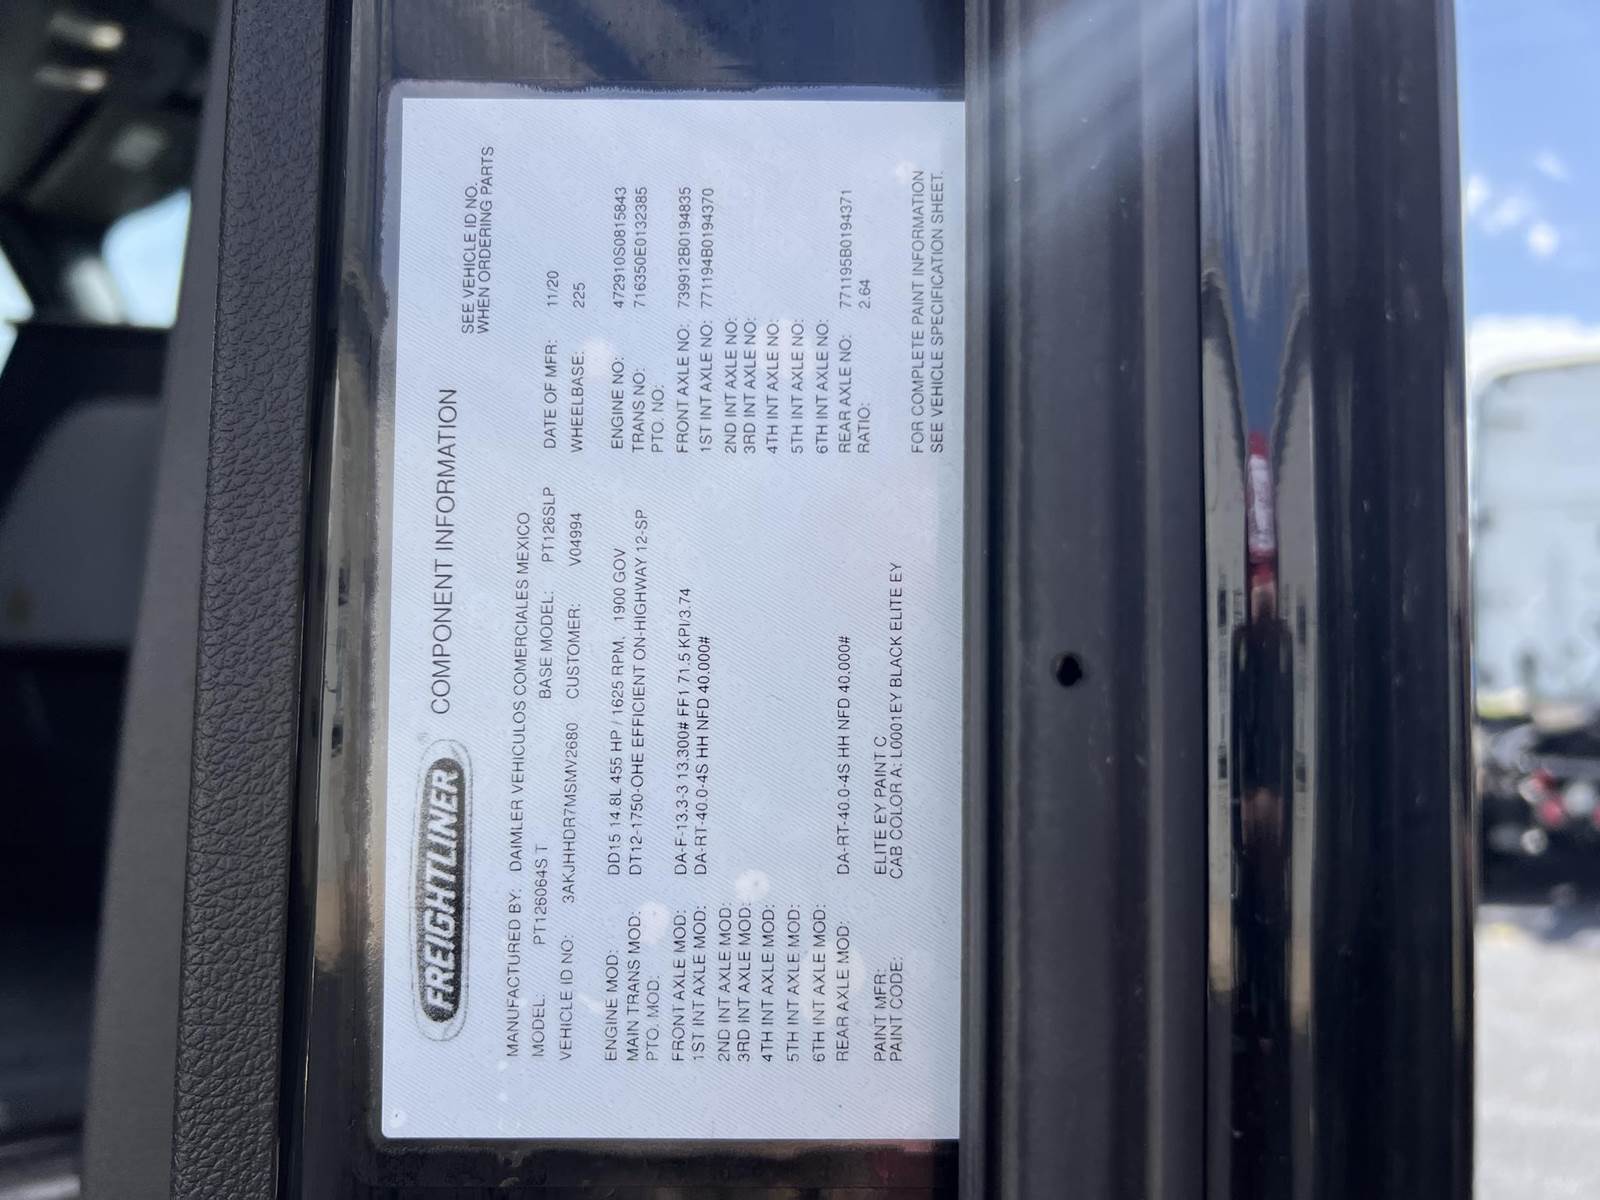 FREIGHTLINER® COMPONENT INFORMATION
SEE VEHICLE ID NO.
WHEN ORDERING PARTS
MANUFACTURED BY: DAIMLER VEHICULOS COMERCIALES MEXICO
MODEL: PT126064S T BASE MODEL: PT126SLP DATE OF MFR: 11/20
VEHICLE ID NO: 3AKJHHDR7MSMV2680 CUSTOMER: V04994 WHEELBASE: 225
ENGINE MOD: DD15 14.8L 455 HP / 1625 RPM, 1900 GOV ENGINE NO: 472910S0815843
MAIN TRANS MOD: DT12-1750-OHE EFFICIENT ON-HIGHWAY 12-SP TRANS NO: 716350E0132385
PTO. MOD: PTO. NO:
FRONT AXLE MOD: DA-F-13.3-3 13,300# FF1 71.5 KPI/3.74 FRONT AXLE NO: 739912B0194835
1ST INT AXLE MOD: DA-RT-40.0-4S HH NFD 40,000# 1ST INT AXLE NO: 771194B0194370
2ND INT AXLE MOD: 2ND INT AXLE NO:
3RD INT AXLE MOD: 3RD INT AXLE NO:
4TH INT AXLE MOD: 4TH INT AXLE NO:
5TH INT AXLE MOD: 5TH INT AXLE NO:
6TH INT AXLE MOD: 6TH INT AXLE NO:
REAR AXLE MOD: DA-RT-40.0-4S HH NFD 40,000# REAR AXLE NO: 771195B0194371
RATIO: 2.64
PAINT MFR: ELITE EY PAINT C
PAINT CODE: CAB COLOR A: L0001EY BLACK ELITE EY
FOR COMPLETE PAINT INFORMATION
SEE VEHICLE SPECIFICATION SHEET.